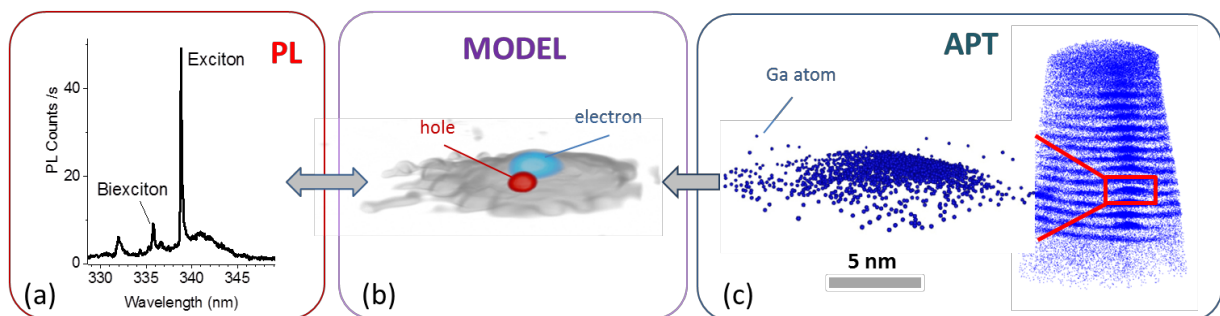 PL
Exciton
Biexciton
PL Counts /s
40
20
0
330
335
340
345
Wavelength (nm)
(a)
MODEL
hole
electron
(b)
APT
Ga atom
5 nm
(c)